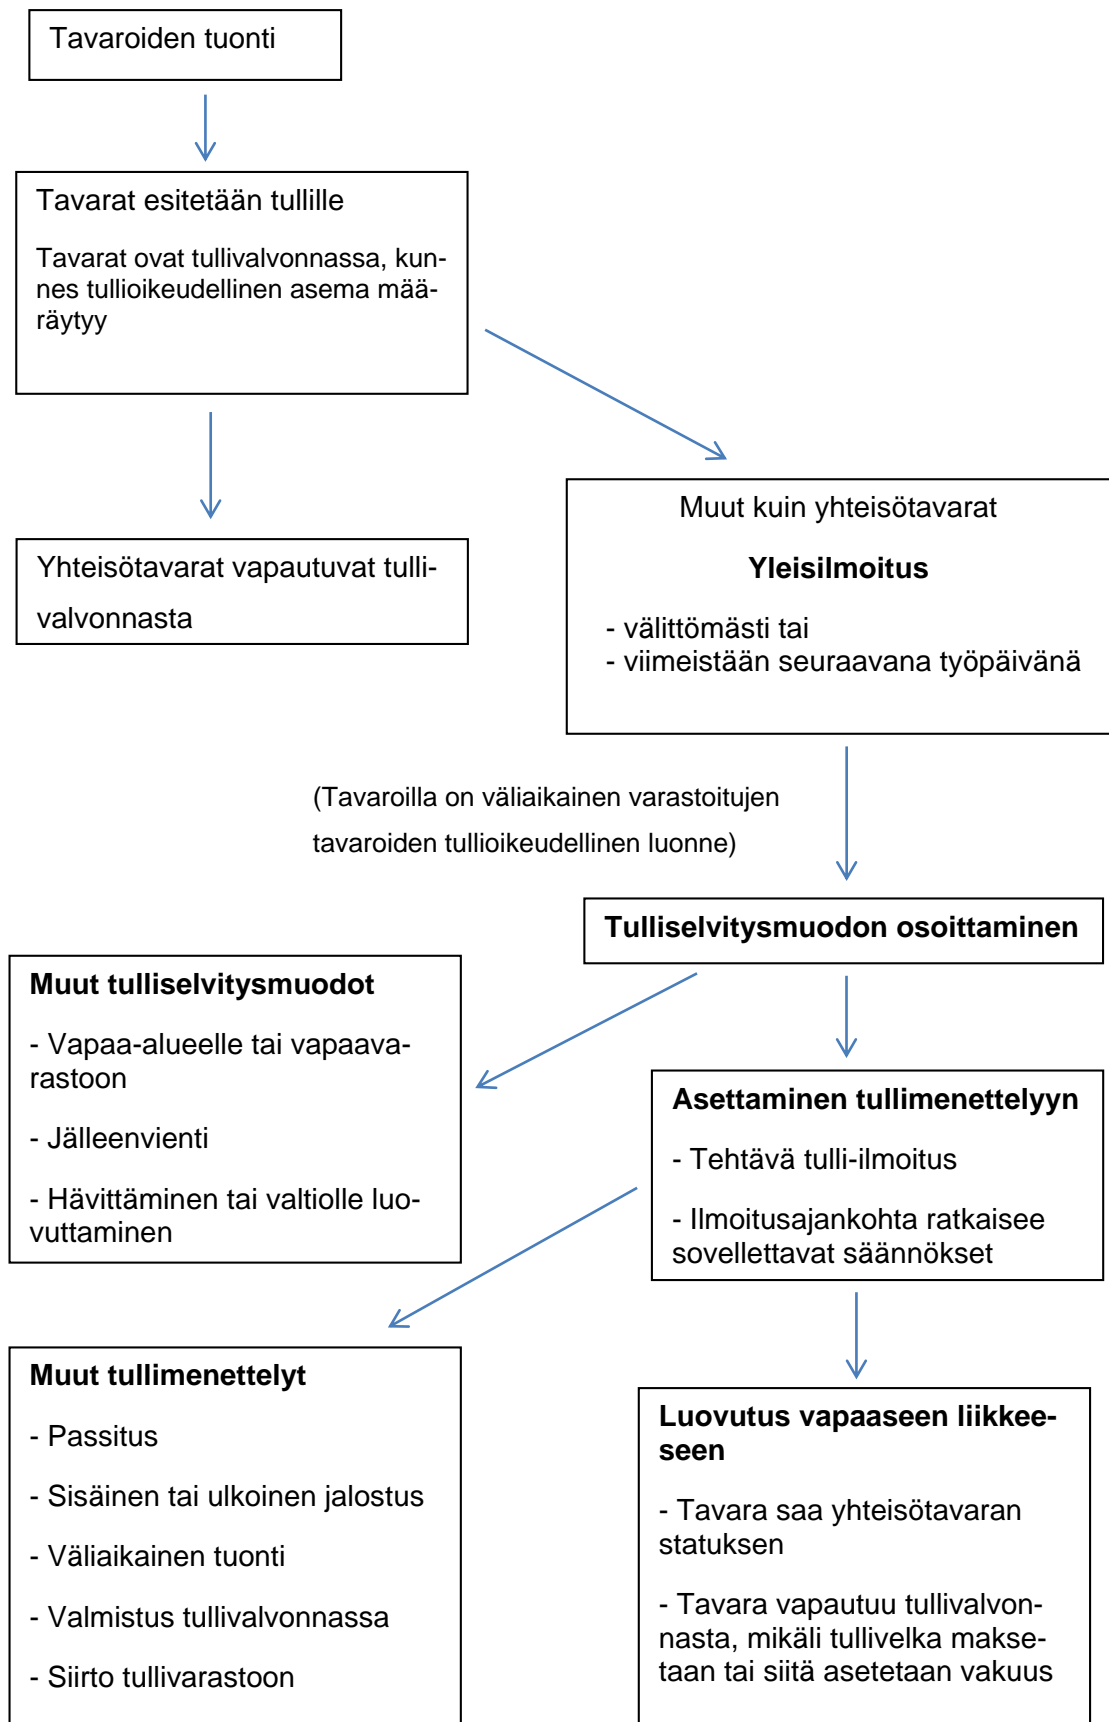 Tavaroiden tuonti
Tavarat esitetään tullille
Tavarat ovat tullivalvonnassa, kun-
nes tullioikeudellinen asema mää-
räytyy
Yhteisötavarat vapautuvat tulli-
valvonnasta
Muut kuin yhteisötavarat
Yleisilmoitus
- välittömästi tai
- viimeistään seuraavana työpäivänä
(Tavaroilla on väliaikainen varastoitujen
tavaroiden tullioikeudellinen luonne)
Tulliselvitysmuodon osoittaminen
Muut tulliselvitysmuodot
- Vapaa-alueelle tai vapaava-
rastoon
- Jälleenvienti
- Hävittäminen tai valtiolle luo-
vuttaminen
Asettaminen tullimenettelyyn
- Tehtävä tulli-ilmoitus
- Ilmoitusajankohta ratkaisee
sovellettavat säännökset
Muut tullimenettelyt
- Passitus
- Sisäinen tai ulkoinen jalostus
- Väliaikainen tuonti
- Valmistus tullivalvonnassa
- Siirto tullivarastoon
Luovutus vapaaseen liikkee-
seen
- Tavara saa yhteisötavaran
statuksen
- Tavara vapautuu tullivalvon-
nasta, mikäli tullivelka makse-
taan tai siitä asetetaan vakuus